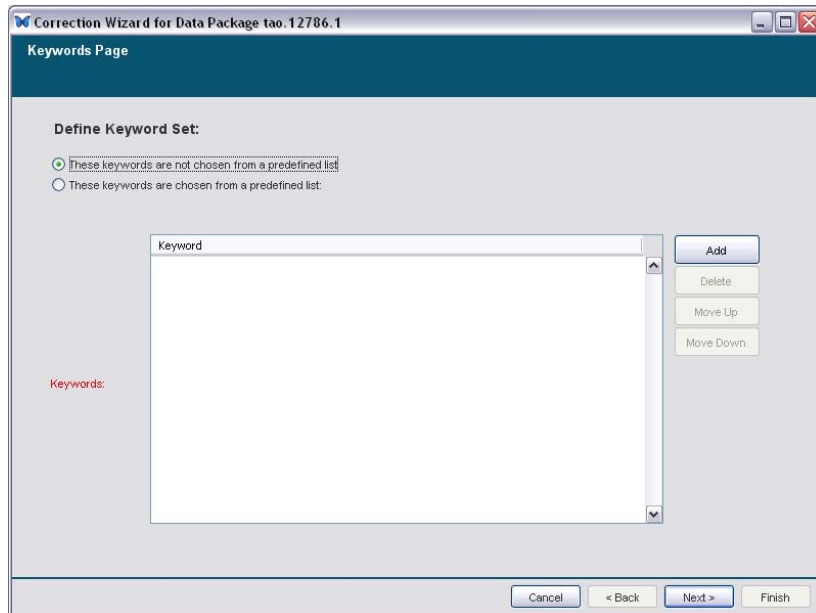 Correction Wizard for Data Package tao.12786.1
Keywords Page
Define Keyword Set:
These keywords are not chosen from a predefined list
These keywords are chosen from a predefined list:
Keyword
Add
Delete
Move Up
Move Down
Keywords:
Cancel
< Back
Next >
Finish